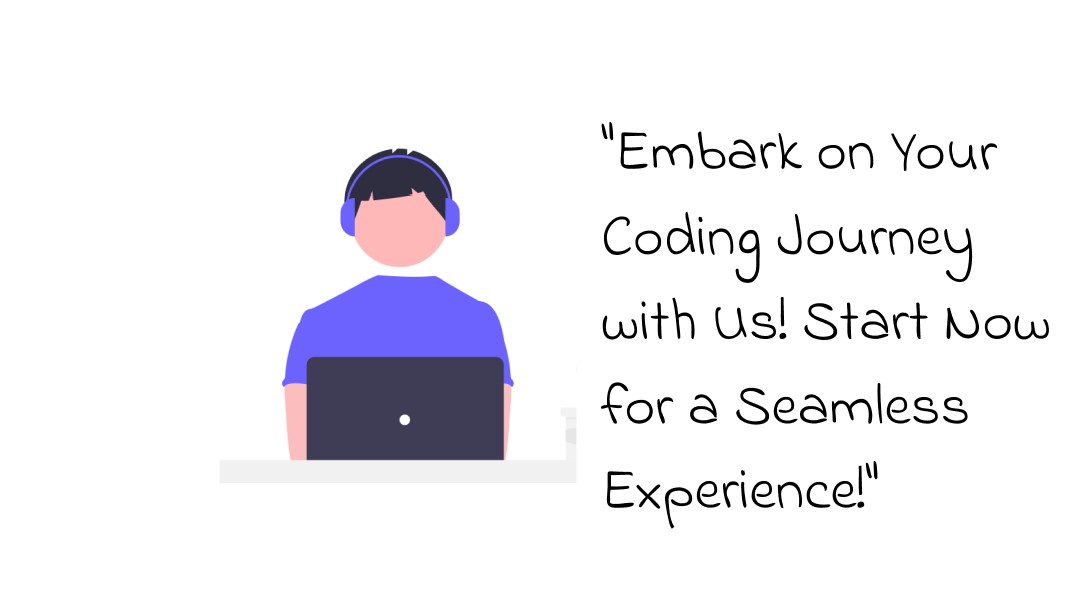 "Embark on Your
Coding Journey
with Us! Start Now
for a Seamless
Experience!"